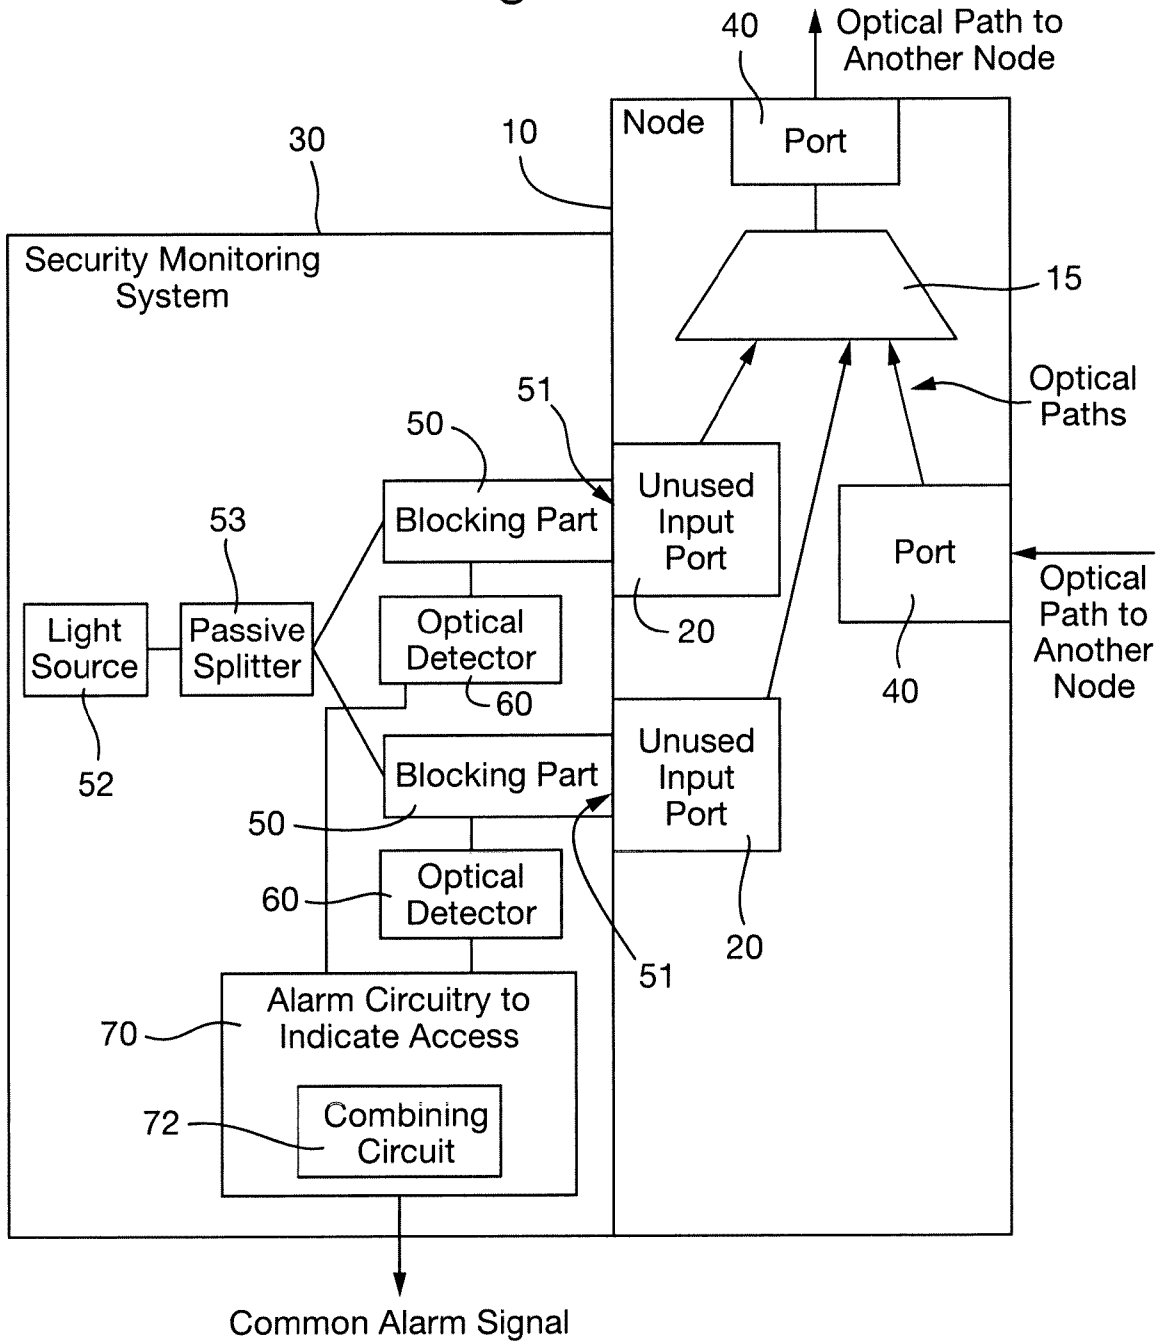 g
40
Optical Path to
Another Node
Node
Port
10
30
Security Monitoring
System
15
51
Optical
Paths
50
Unused
Input
Port
Blocking Part
53
Port
Optical
Path to
Another
Node
Light
Source
Passive
Splitter
Optical
Detector
20
40
60
52
Unused
Input
Port
Blocking Part
50
Optical
Detector
60
20
51
Alarm Circuitry to
Indicate Access
70
Combining
Circuit
72
Common Alarm Signal